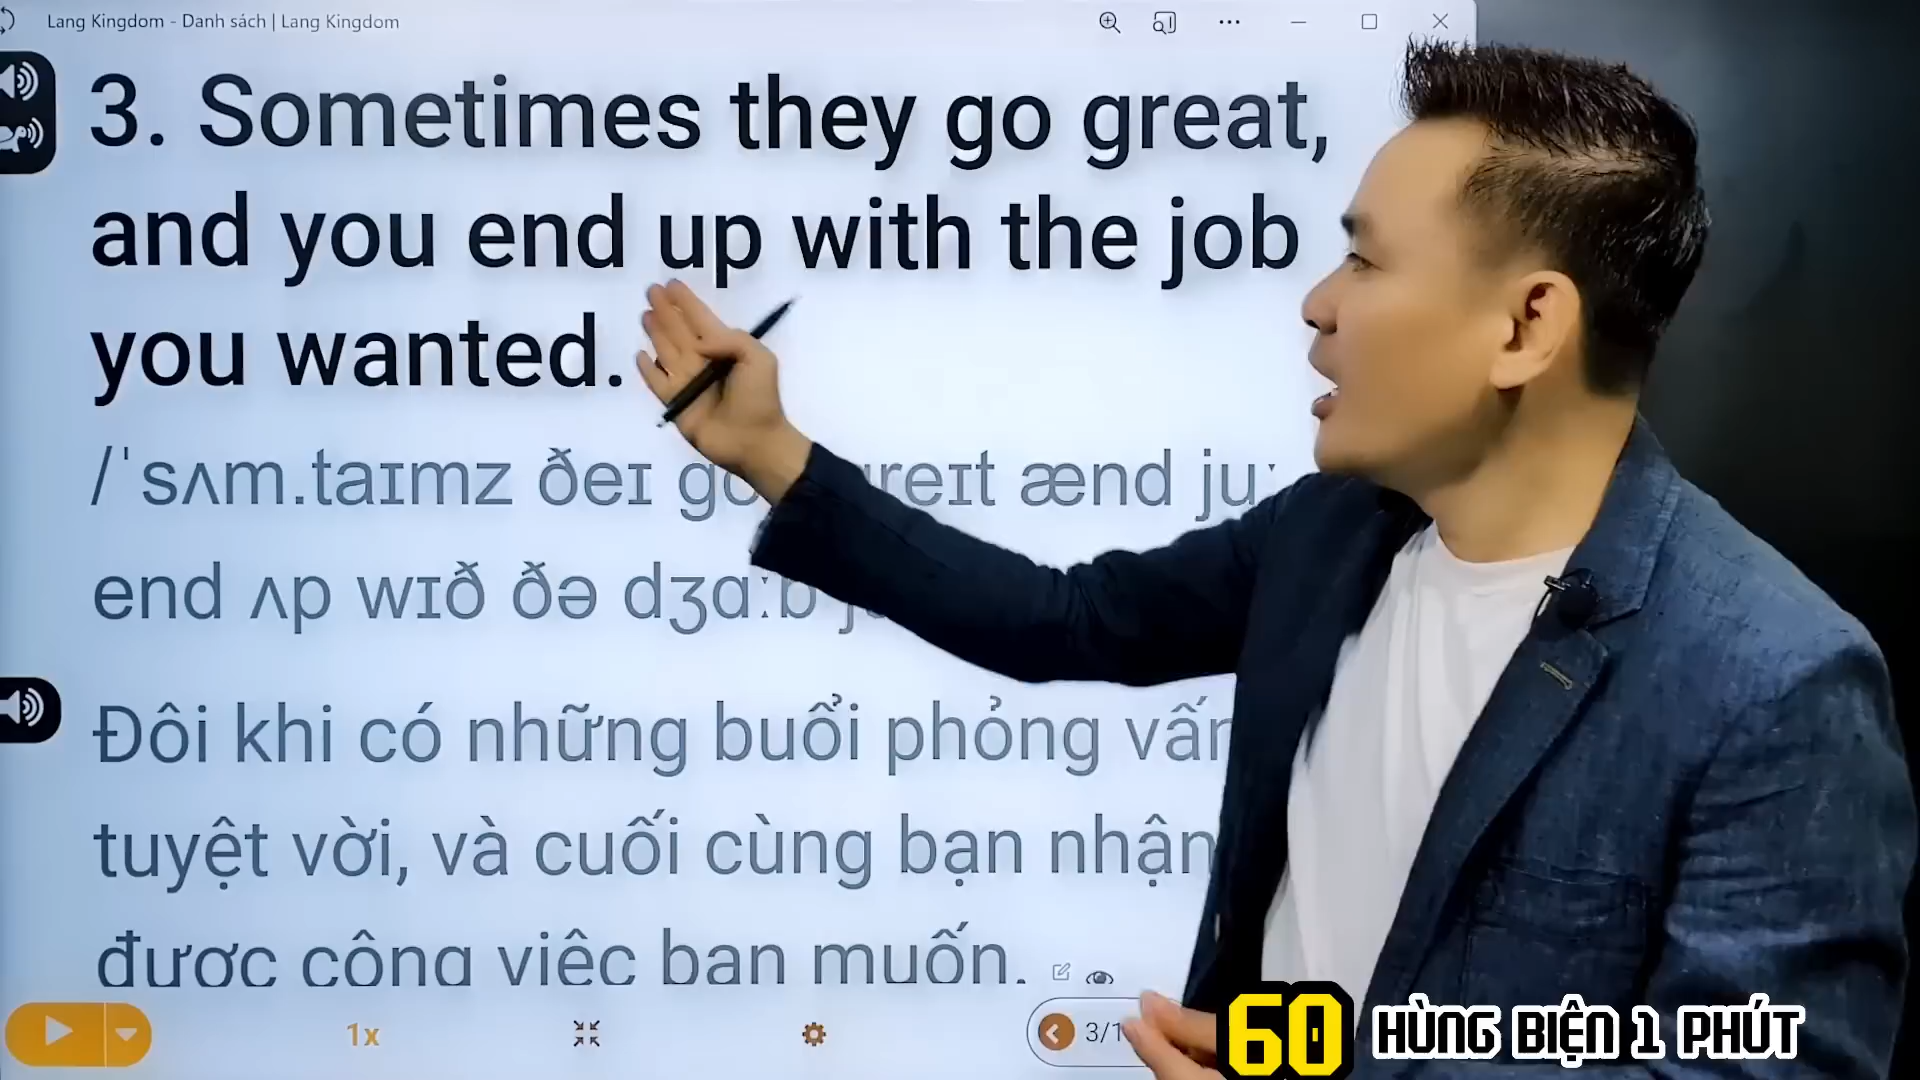 Lang Kingdom - Danh sách | Lang Kingdom
3. Sometimes they go great,
and you end up with the job
you wanted.
/ˈsʌm.taɪmz ðeɪ ɡreɪt ænd juː
end ʌp wɪð ðə dʒɑːb
Đôi khi có những buổi phỏng vấn
tuyệt vời, và cuối cùng bạn nhận
được công việc bạn muốn.
1x
3/1
60 HÙNG BIỆN 1 PHÚT